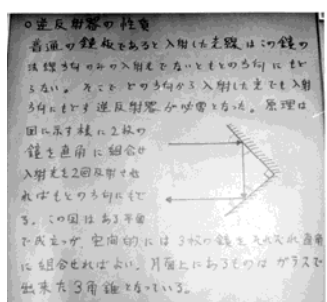 ○逆反射器の性質
普通の鏡板であると入射した光線はこの鏡の
法線方向のみの入射光でないともとの方向にもど
らない。そこでどの方向から入射した光でも入射
方向にもどす逆反射器が必要となった。原理は
図に示す様に2枚の
鏡を直角に組合せ
入射光を2回反射させ
ればもとの方向にもど
る。この図はある平面
で成立つが、空間的には3枚の鏡をそれぞれ直角
に組合せればよい。月面上にあるものはガラスで
出来た3角錐となっている。